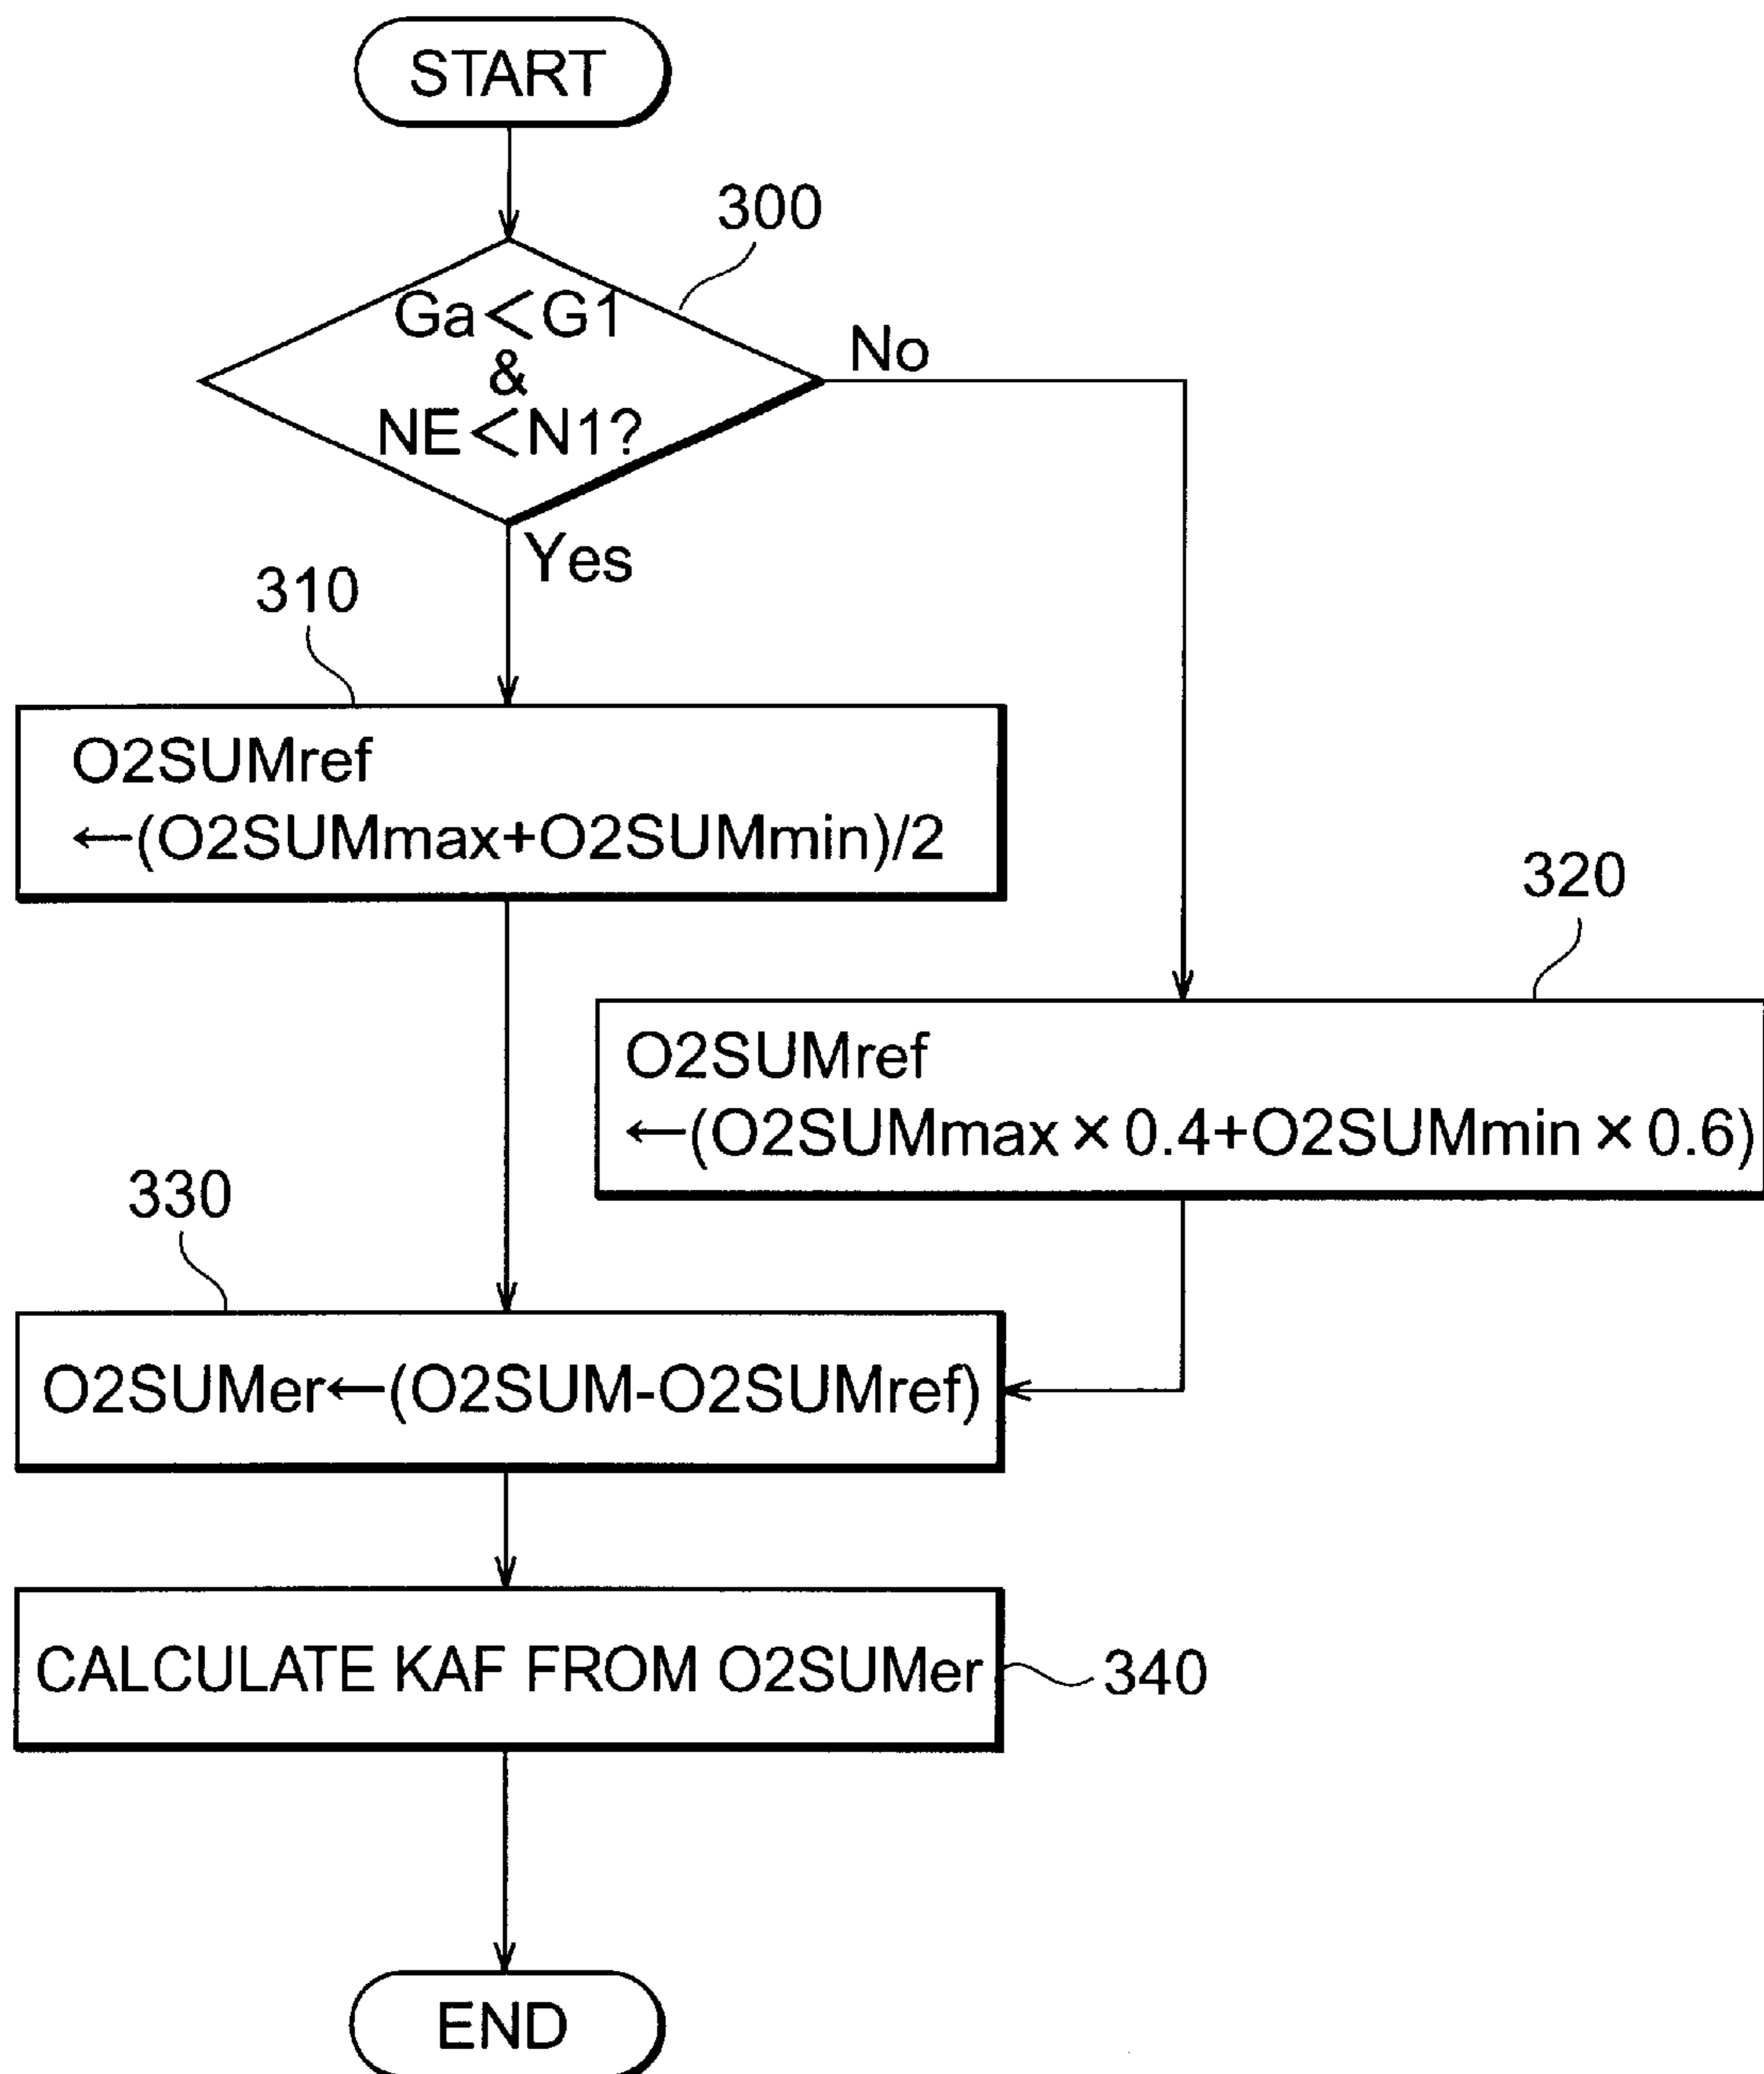 START
300
Ga<G1
&
NE<N1?
No
Yes
310
O2SUMref
←(O2SUMmax+O2SUMmin)/2
320
O2SUMref
←(O2SUMmax×0.4+O2SUMmin×0.6)
330
O2SUMer←(O2SUM-O2SUMref)
CALCULATE KAF FROM O2SUMer
340
END